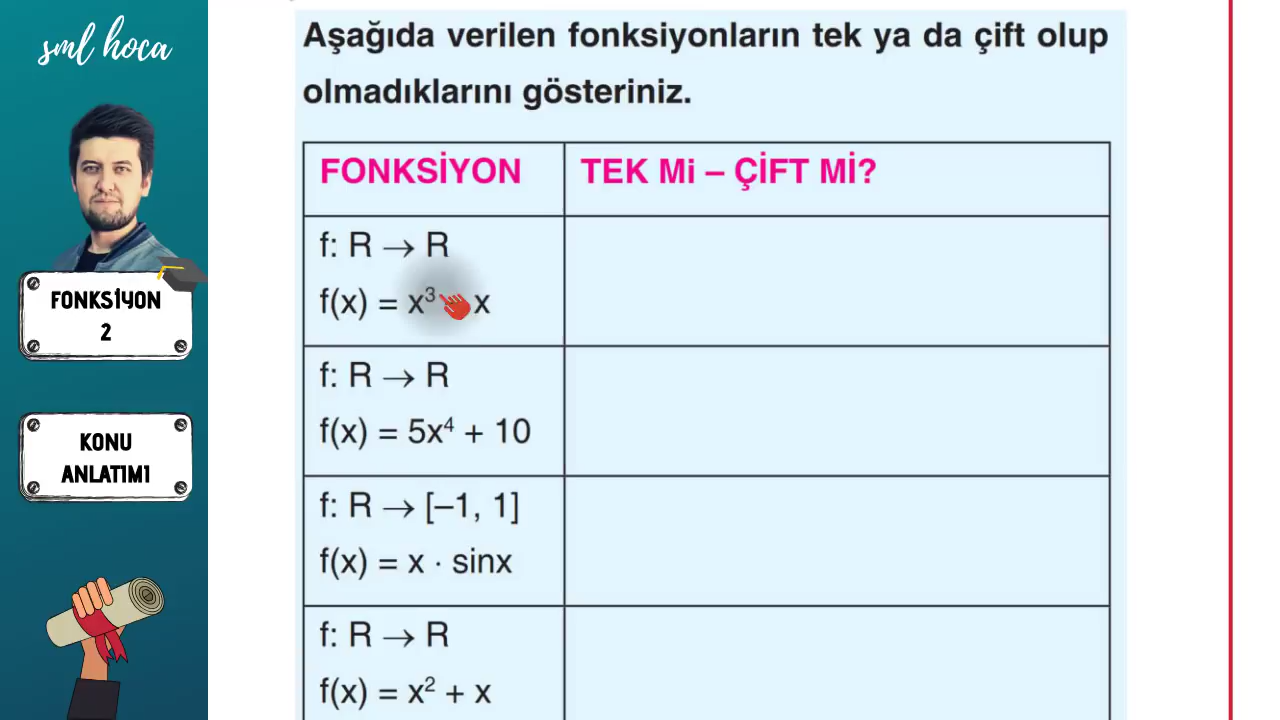 sml hoca
FONKSİYON
2
KONU
ANLATIMI
Aşağıda verilen fonksiyonların tek ya da çift olup
olmadıklarını gösteriniz.
FONKSİYON TEK Mi – ÇİFT Mİ?
f: R → R
f(x) = x³ x
f: R → R
f(x) = 5x⁴ + 10
f: R → [–1, 1]
f(x) = x · sinx
f: R → R
f(x) = x² + x